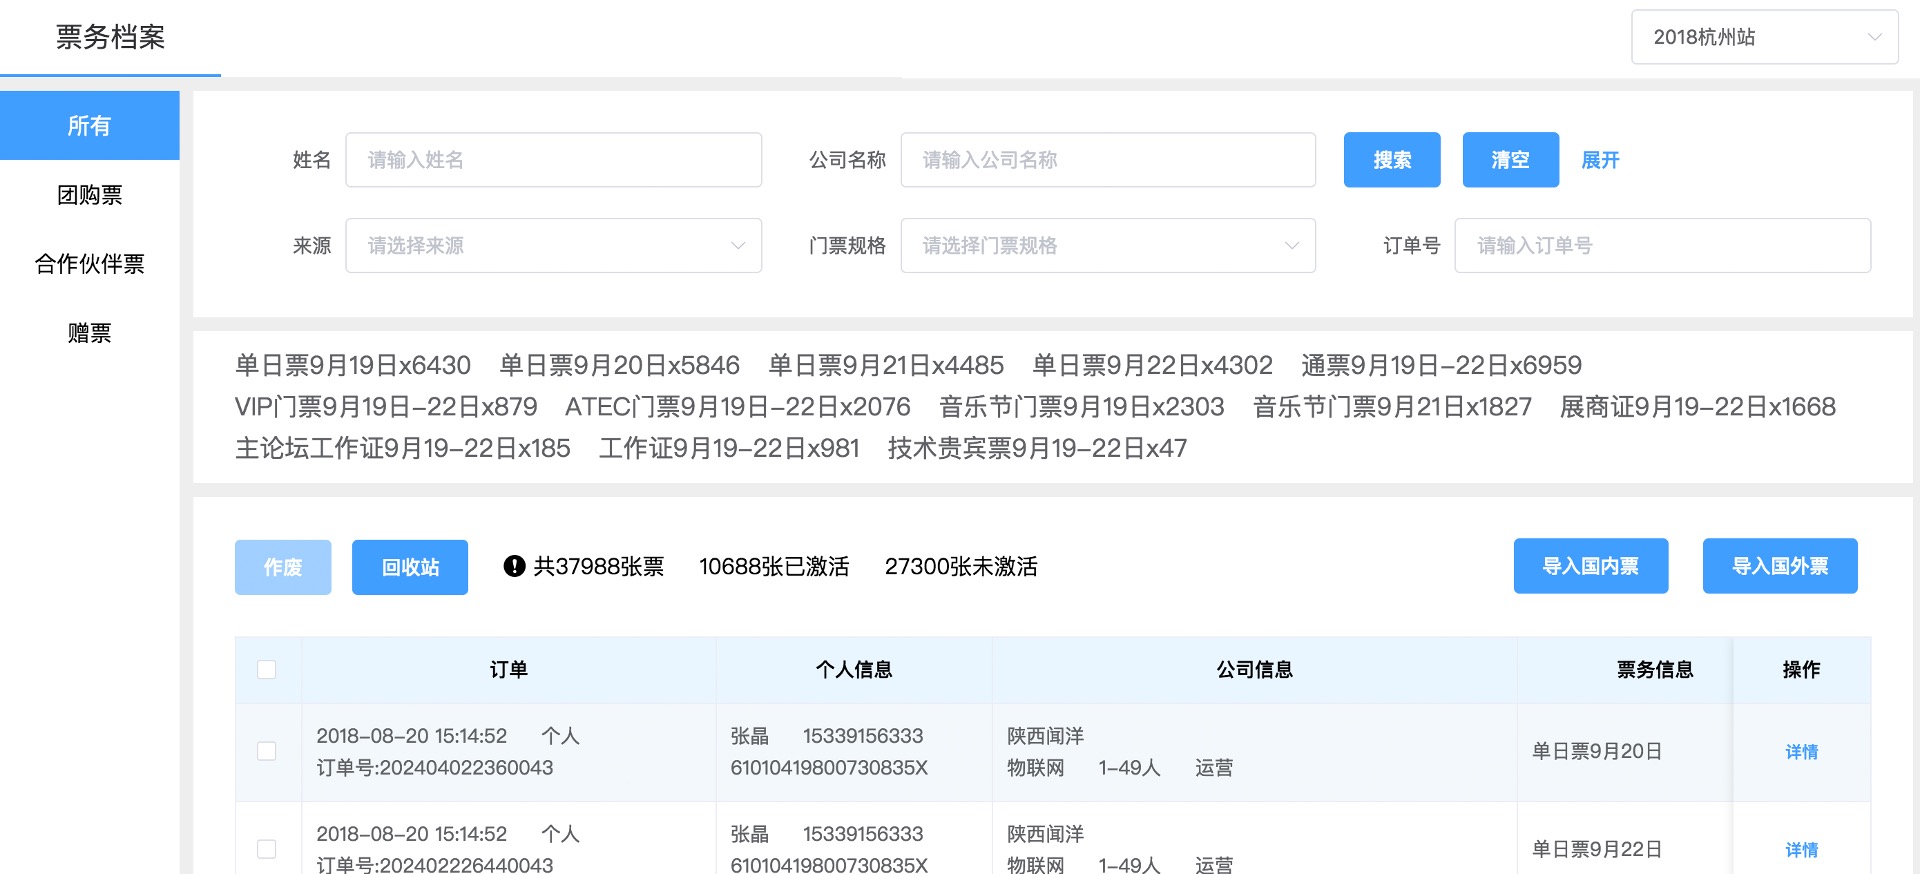 票务档案
2018杭州站
所有
团购票
合作伙伴票
赠票
姓名 请输入姓名 公司名称 请输入公司名称 搜索 清空 展开
来源 请选择来源 门票规格 请选择门票规格 订单号 请输入订单号
单日票9月19日x6430 单日票9月20日x5846 单日票9月21日x4485 单日票9月22日x4302 通票9月19日-22日x6959
VIP门票9月19日-22日x879 ATEC门票9月19日-22日x2076 音乐节门票9月19日x2303 音乐节门票9月21日x1827 展商证9月19-22日x1668
主论坛工作证9月19-22日x185 工作证9月19-22日x981 技术贵宾票9月19-22日x47
作废 回收站 共37988张票 10688张已激活 27300张未激活 导入国内票 导入国外票
订单 个人信息 公司信息 票务信息 操作
2018-08-20 15:14:52 个人 张晶 15339156333 陕西闻洋
订单号:202404022360043 61010419800730835X 物联网 1-49人 运营
单日票9月20日 详情
2018-08-20 15:14:52 个人 张晶 15339156333 陕西闻洋
订单号:202402226440043 61010419800730835X 物联网 1-49人 运营
单日票9月22日 详情